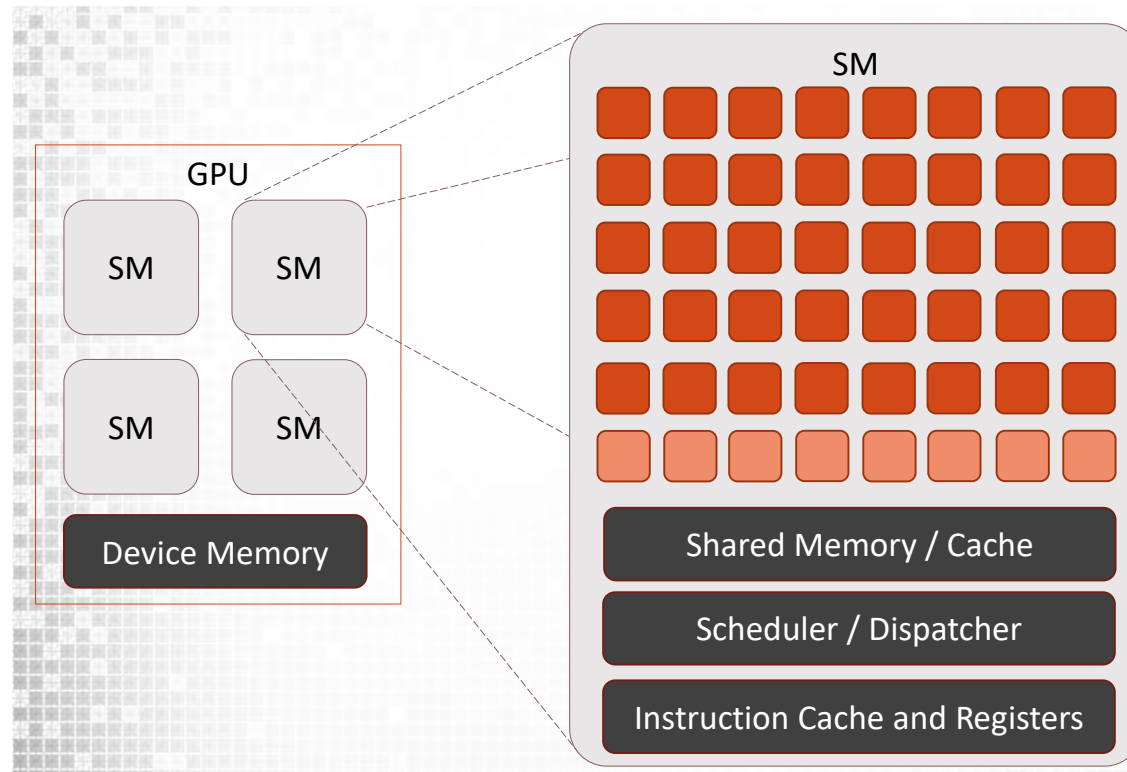 GPU
SM
SM
SM
SM
Device Memory
SM
Shared Memory / Cache
Scheduler / Dispatcher
Instruction Cache and Registers